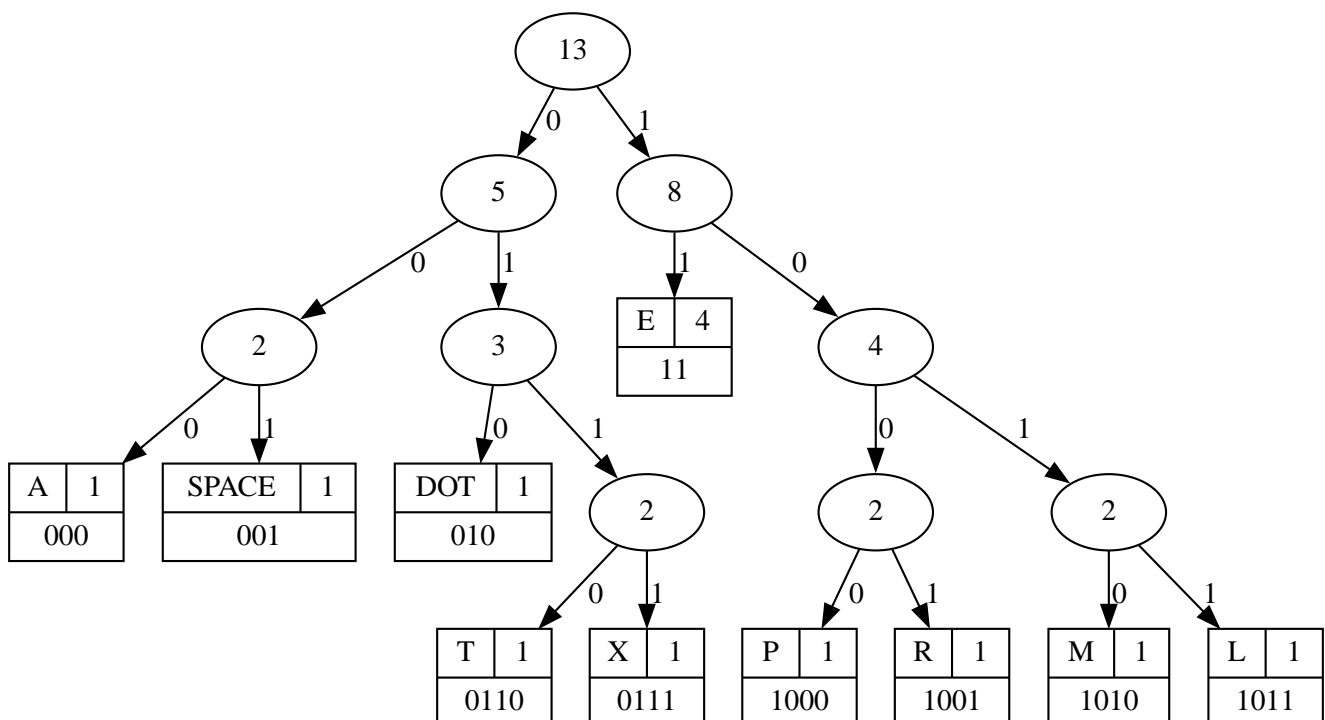 13
0 1
5 8
0 1 1 0
2 3 E 4 4
11
0 1 0 1 0 1
A 1 SPACE 1 DOT 1 2 2 2
000 001 010
0 1 0 1 0 1
T 1 X 1 P 1 R 1 M 1 L 1
0110 0111 1000 1001 1010 1011